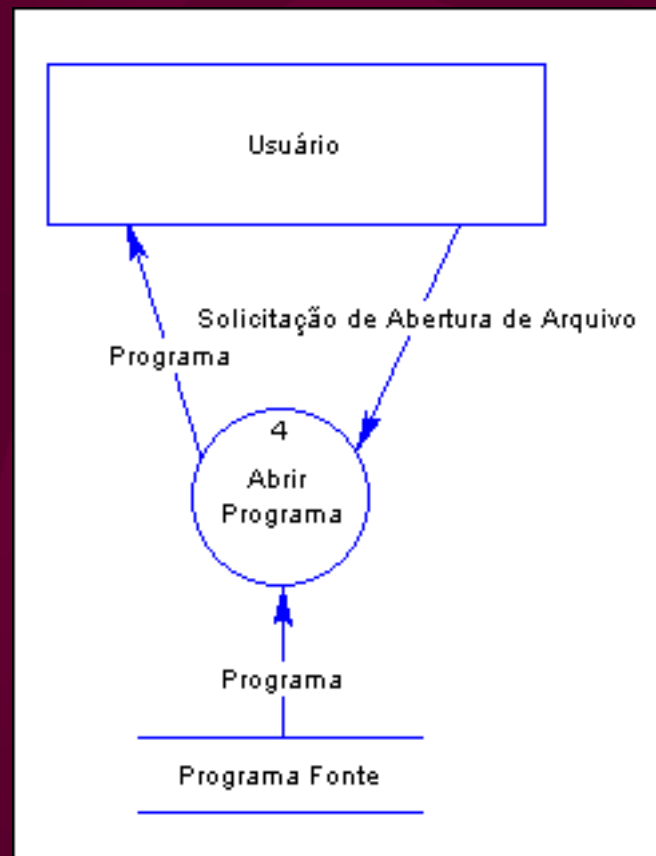 Usuário
Solicitação de Abertura de Arquivo
Programa
4
Abrir
Programa
Programa
Programa Fonte